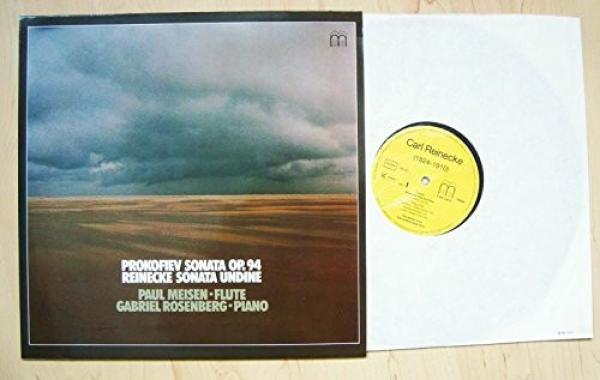 PROKOFIEV SONATA OP. 94
REINECKE SONATA UNDINE
PAUL MEISEN · FLUTE
GABRIEL ROSENBERG · PIANO
Carl Reinecke
(1824-1910)